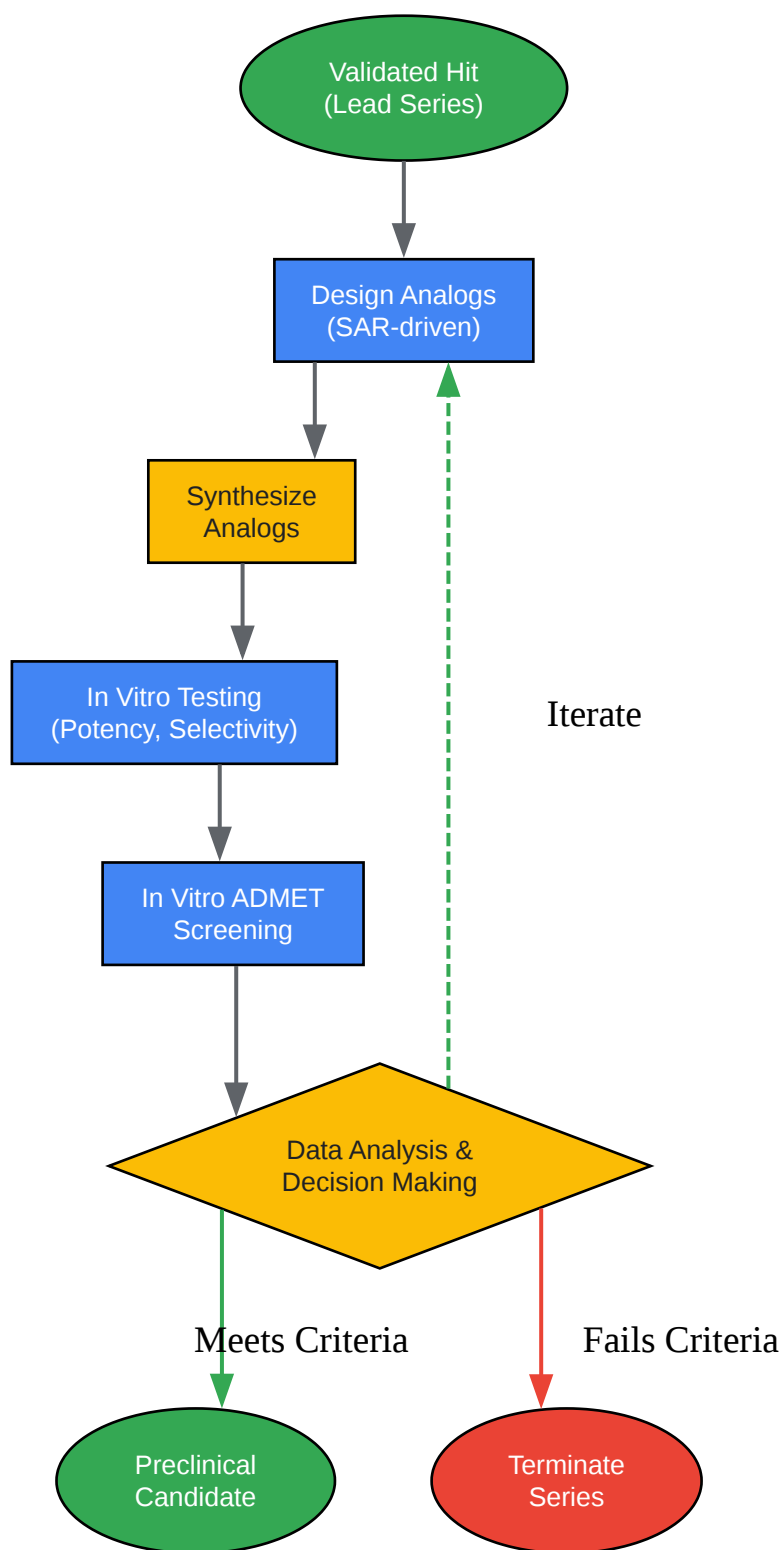 Validated Hit
(Lead Series)
Design Analogs
(SAR-driven)
Synthesize
Analogs
In Vitro Testing
(Potency, Selectivity)
Iterate
In Vitro ADMET
Screening
Data Analysis &
Decision Making
Meets Criteria
Fails Criteria
Preclinical
Candidate
Terminate
Series